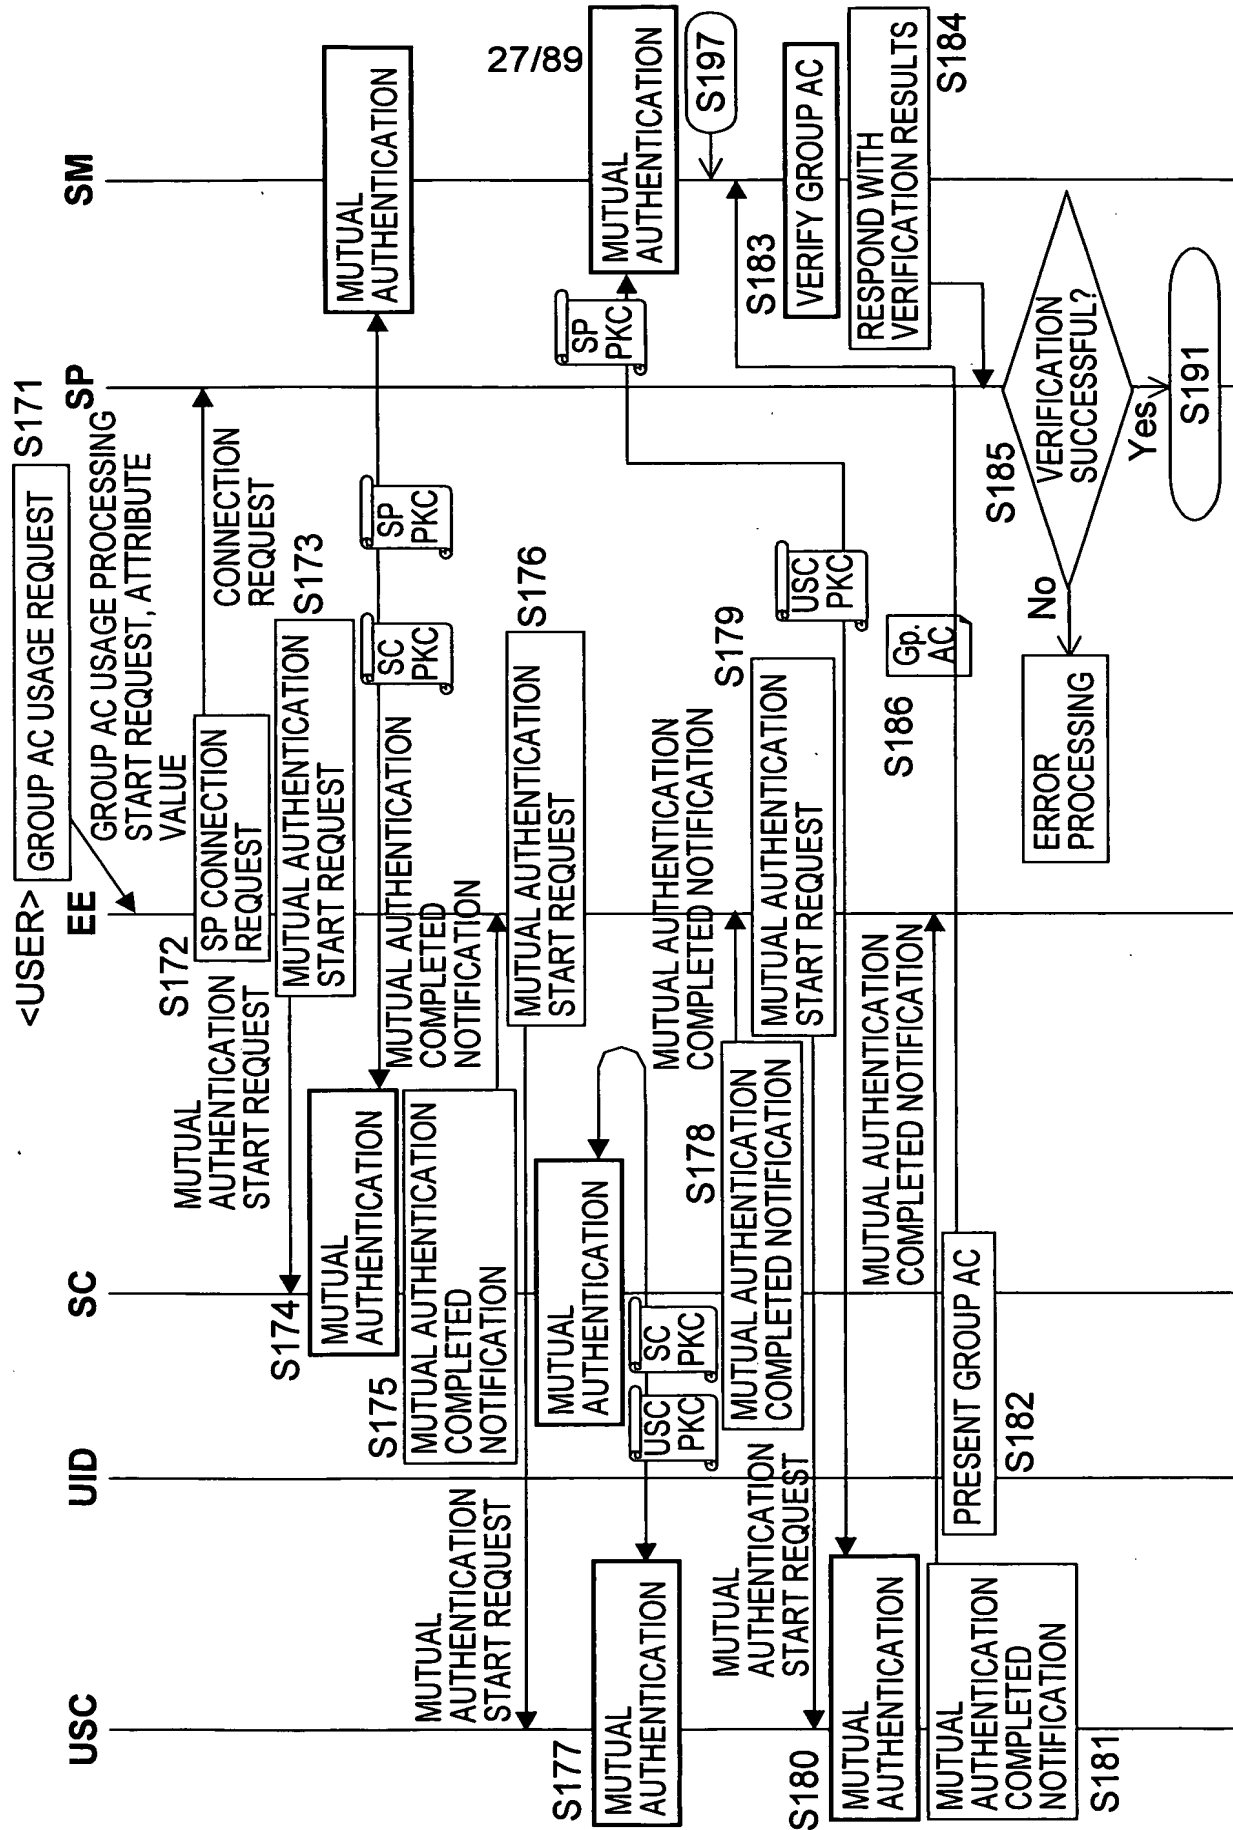 27/89
<USER>
GROUP AC USAGE REQUEST
S171
USC
UID
SC
EE
SP
SM
GROUP AC USAGE PROCESSING
START REQUEST, ATTRIBUTE
VALUE
S172
SP CONNECTION
REQUEST
CONNECTION
REQUEST
MUTUAL
AUTHENTICATION
START REQUEST
MUTUAL AUTHENTICATION
START REQUEST
S173
S174
MUTUAL
AUTHENTICATION
SC
PKC
SP
PKC
MUTUAL
AUTHENTICATION
S175
MUTUAL AUTHENTICATION
COMPLETED
NOTIFICATION
MUTUAL AUTHENTICATION
COMPLETED
NOTIFICATION
MUTUAL
AUTHENTICATION
START REQUEST
MUTUAL AUTHENTICATION
START REQUEST
S176
S177
MUTUAL
AUTHENTICATION
MUTUAL
AUTHENTICATION
USC
PKC
SC
PKC
S178
MUTUAL AUTHENTICATION
COMPLETED NOTIFICATION
MUTUAL AUTHENTICATION
COMPLETED NOTIFICATION
MUTUAL
AUTHENTICATION
START REQUEST
MUTUAL AUTHENTICATION
START REQUEST
S179
S180
MUTUAL
AUTHENTICATION
USC
PKC
SP
PKC
MUTUAL
AUTHENTICATION
S197
MUTUAL
AUTHENTICATION
COMPLETED
NOTIFICATION
S181
MUTUAL AUTHENTICATION
COMPLETED NOTIFICATION
PRESENT GROUP AC
S182
S186
Gp.
AC
S183
VERIFY GROUP AC
RESPOND WITH
VERIFICATION RESULTS
S184
S185
VERIFICATION
SUCCESSFUL?
No
ERROR
PROCESSING
Yes
S191